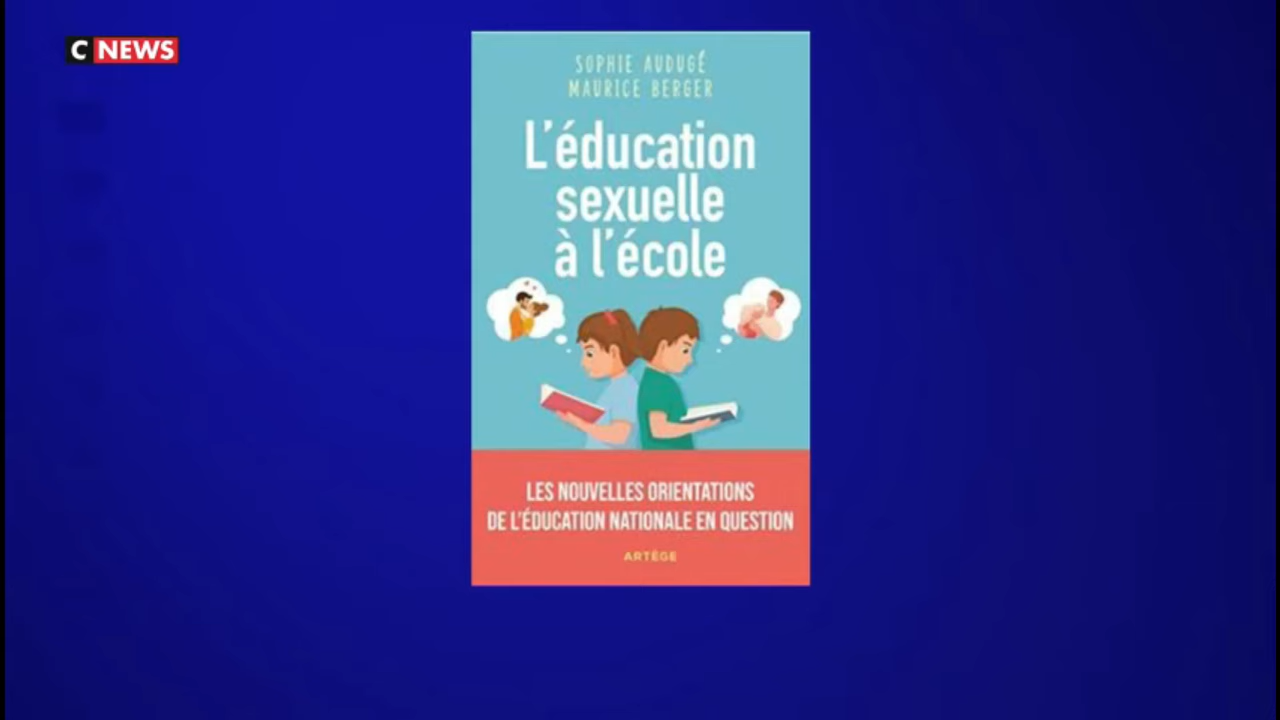 CNEWS
SOPHIE AUDUGÉ
MAURICE BERGER
L'éducation
sexuelle
à l'école
LES NOUVELLES ORIENTATIONS
DE L'ÉDUCATION NATIONALE EN QUESTION
ARTÈGE